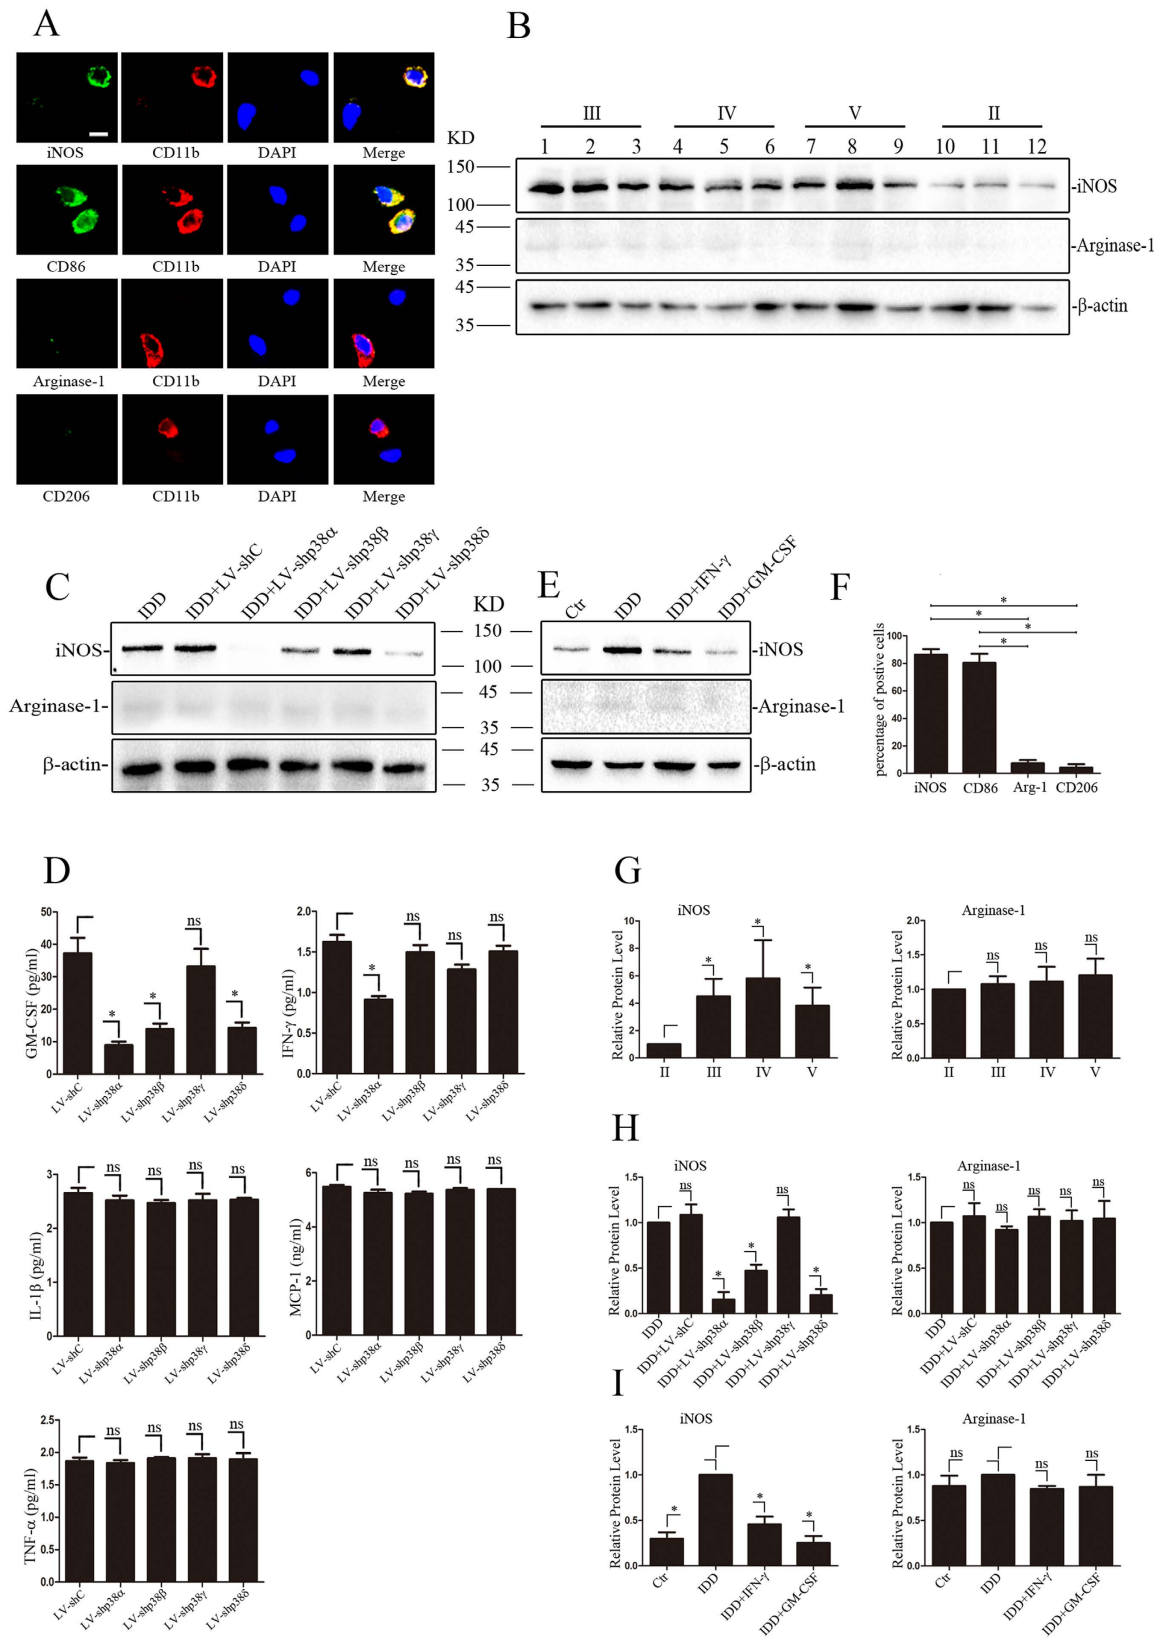 A
iNOS CD11b DAPI Merge
CD86 CD11b DAPI Merge
Arginase-1 CD11b DAPI Merge
CD206 CD11b DAPI Merge
B
III IV V II
KD 1 2 3 4 5 6 7 8 9 10 11 12
150
100
-iNOS
45
35
-Arginase-1
45
35
-β-actin
C
IDD IDD+LV-shC IDD+LV-shp38α IDD+LV-shp38β IDD+LV-shp38γ IDD+LV-shp38δ
KD
iNOS-
150
100
Arginase-1-
45
35
β-actin-
45
35
E
Ctr IDD IDD+IFN-γ IDD+GM-CSF
-iNOS
-Arginase-1
-β-actin
F
percentage of postive cells
100
80
60
40
20
0
* * * *
iNOS CD86 Arg-1 CD206
D
GM-CSF (pg/ml)
50
40
30
20
10
0
* * ns *
LV-shC LV-shp38α LV-shp38β LV-shp38γ LV-shp38δ
IFN-γ (pg/ml)
2.0
1.5
1.0
0.5
0.0
* ns ns ns
LV-shC LV-shp38α LV-shp38β LV-shp38γ LV-shp38δ
IL-1β (pg/ml)
3
2
1
0
ns ns ns ns
LV-shC LV-shp38α LV-shp38β LV-shp38γ LV-shp38δ
MCP-1 (ng/ml)
6
4
2
0
ns ns ns ns
LV-shC LV-shp38α LV-shp38β LV-shp38γ LV-shp38δ
TNF-α (pg/ml)
2.5
2.0
1.5
1.0
0.5
0.0
ns ns ns ns
LV-shC LV-shp38α LV-shp38β LV-shp38γ LV-shp38δ
G
iNOS
Relative Protein Level
10
8
6
4
2
0
* * *
II III IV V
Arginase-1
Relative Protein Level
2.0
1.5
1.0
0.5
0.0
ns ns ns
II III IV V
H
iNOS
Relative Protein Level
1.5
1.0
0.5
0.0
ns * * ns *
IDD IDD+LV-shC IDD+LV-shp38α IDD+LV-shp38β IDD+LV-shp38γ IDD+LV-shp38δ
Arginase-1
Relative Protein Level
1.5
1.0
0.5
0.0
ns ns ns ns ns
IDD IDD+LV-shC IDD+LV-shp38α IDD+LV-shp38β IDD+LV-shp38γ IDD+LV-shp38δ
I
iNOS
Relative Protein Level
1.5
1.0
0.5
0.0
* * *
Ctr IDD IDD+IFN-γ IDD+GM-CSF
Arginase-1
Relative Protein Level
1.5
1.0
0.5
0.0
ns ns ns
Ctr IDD IDD+IFN-γ IDD+GM-CSF